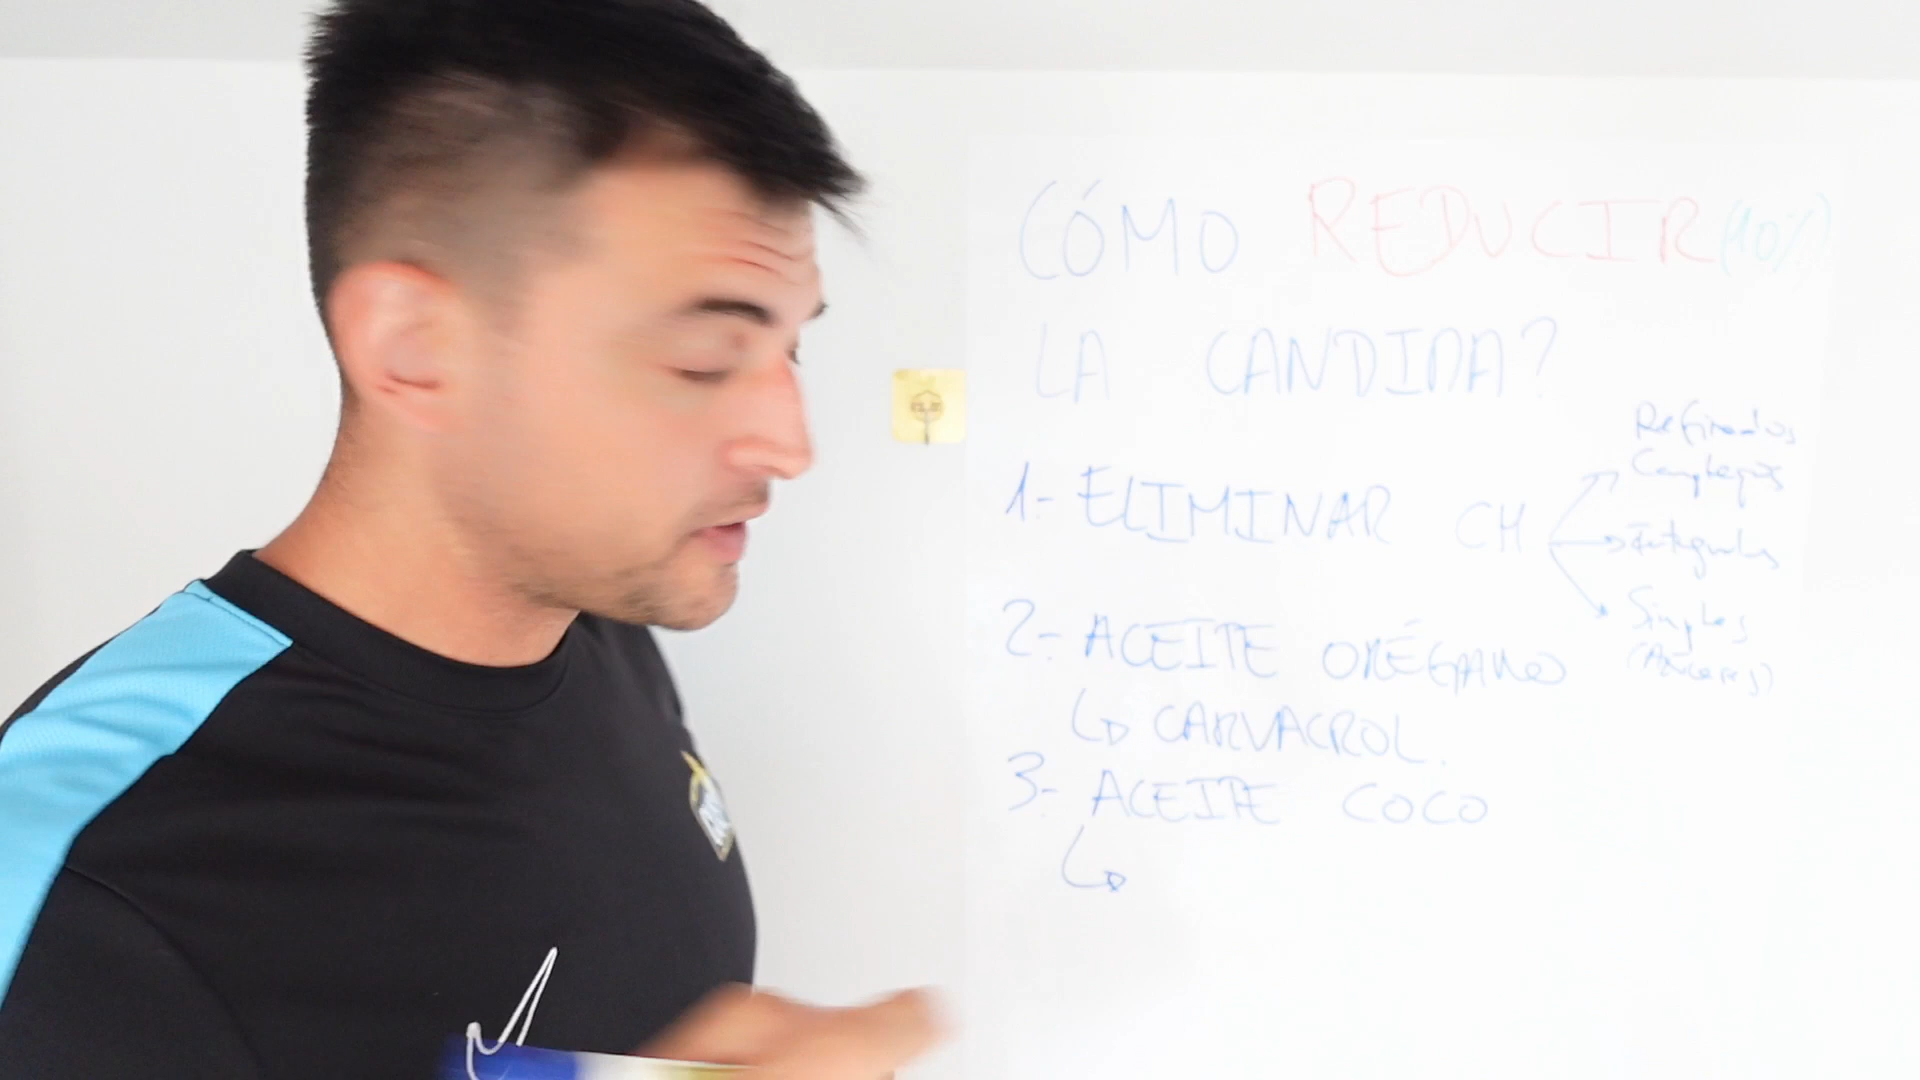 CÓMO REDUCIR (10%)
LA CANDIDA?
1- ELIMINAR CH
Refinados
Complejos
Integrales
Simples
(Azúcares)
2- ACEITE ORÉGANO
CARVACROL.
3- ACEITE COCO